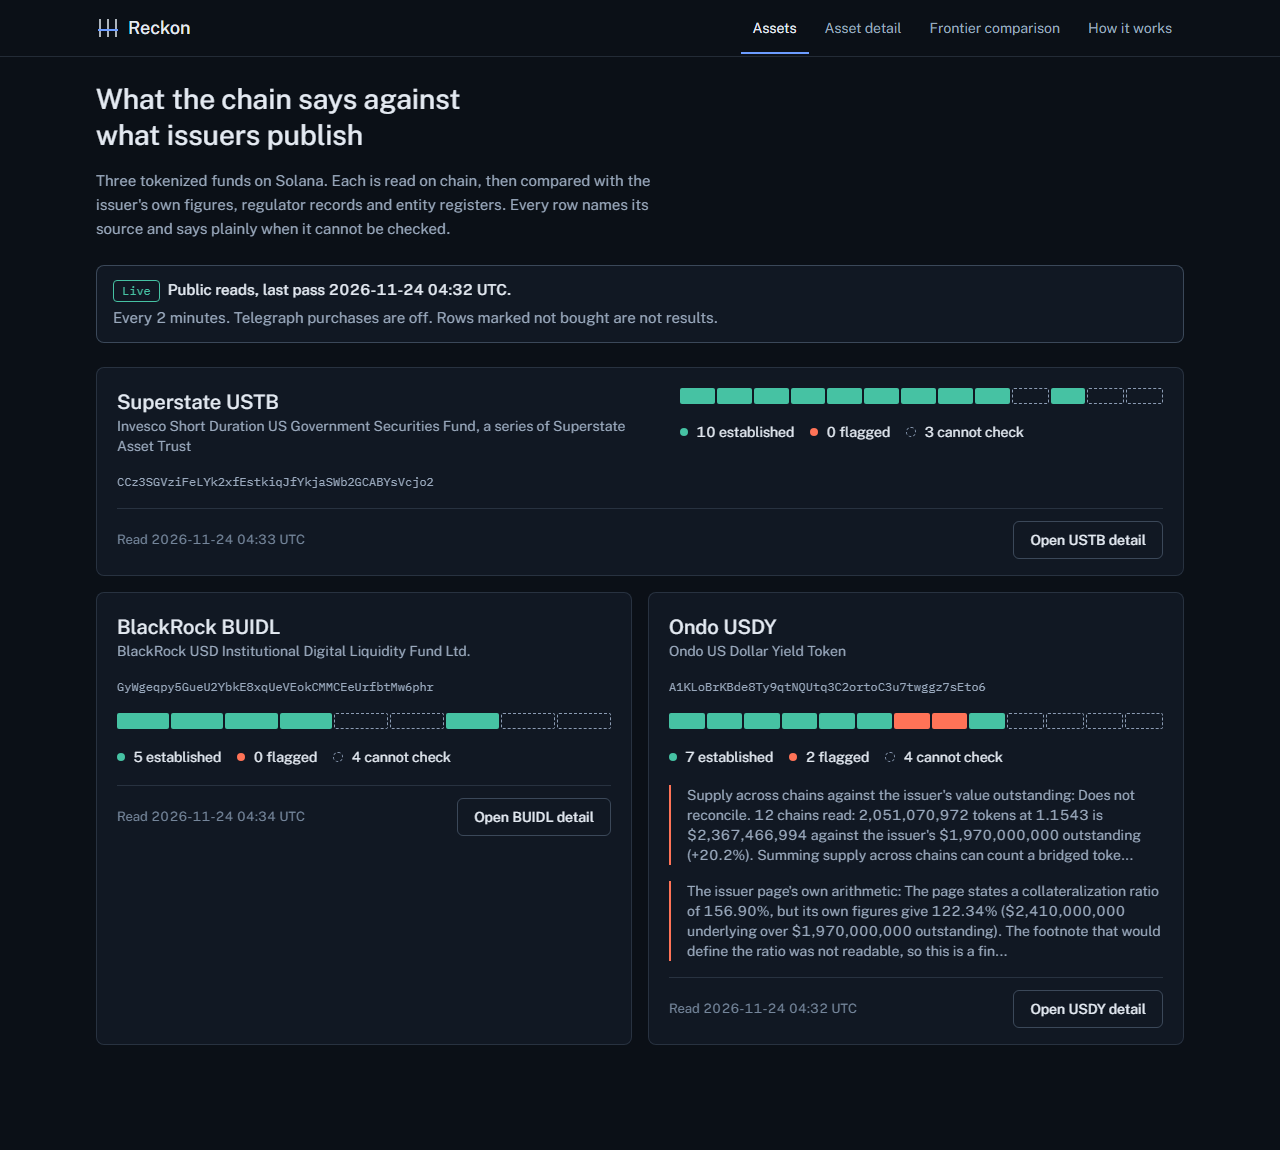 Reckon
Assets
Asset detail
Frontier comparison
How it works
What the chain says against
what issuers publish
Three tokenized funds on Solana. Each is read on chain, then compared with the
issuer's own figures, regulator records and entity registers. Every row names its
source and says plainly when it cannot be checked.
Live Public reads, last pass 2026-11-24 04:32 UTC.
Every 2 minutes. Telegraph purchases are off. Rows marked not bought are not results.
Superstate USTB
Invesco Short Duration US Government Securities Fund, a series of Superstate
Asset Trust
CCz3SGVziFeLYk2xfEstkiqJfYkjaSWb2GCABYsVcjo2
10 established
0 flagged
3 cannot check
Read 2026-11-24 04:33 UTC
Open USTB detail
BlackRock BUIDL
BlackRock USD Institutional Digital Liquidity Fund Ltd.
GyWgeqpy5GueU2YbkE8xqUeVEokCMMCEeUrfbtMw6phr
5 established
0 flagged
4 cannot check
Read 2026-11-24 04:34 UTC
Open BUIDL detail
Ondo USDY
Ondo US Dollar Yield Token
A1KLoBrKBde8Ty9qtNQUtq3C2ortoC3u7twggz7sEto6
7 established
2 flagged
4 cannot check
Supply across chains against the issuer's value outstanding: Does not
reconcile. 12 chains read: 2,051,070,972 tokens at 1.1543 is
$2,367,466,994 against the issuer's $1,970,000,000 outstanding
(+20.2%). Summing supply across chains can count a bridged toke...
The issuer page's own arithmetic: The page states a collateralization ratio
of 156.90%, but its own figures give 122.34% ($2,410,000,000
underlying over $1,970,000,000 outstanding). The footnote that would
define the ratio was not readable, so this is a fin...
Read 2026-11-24 04:32 UTC
Open USDY detail